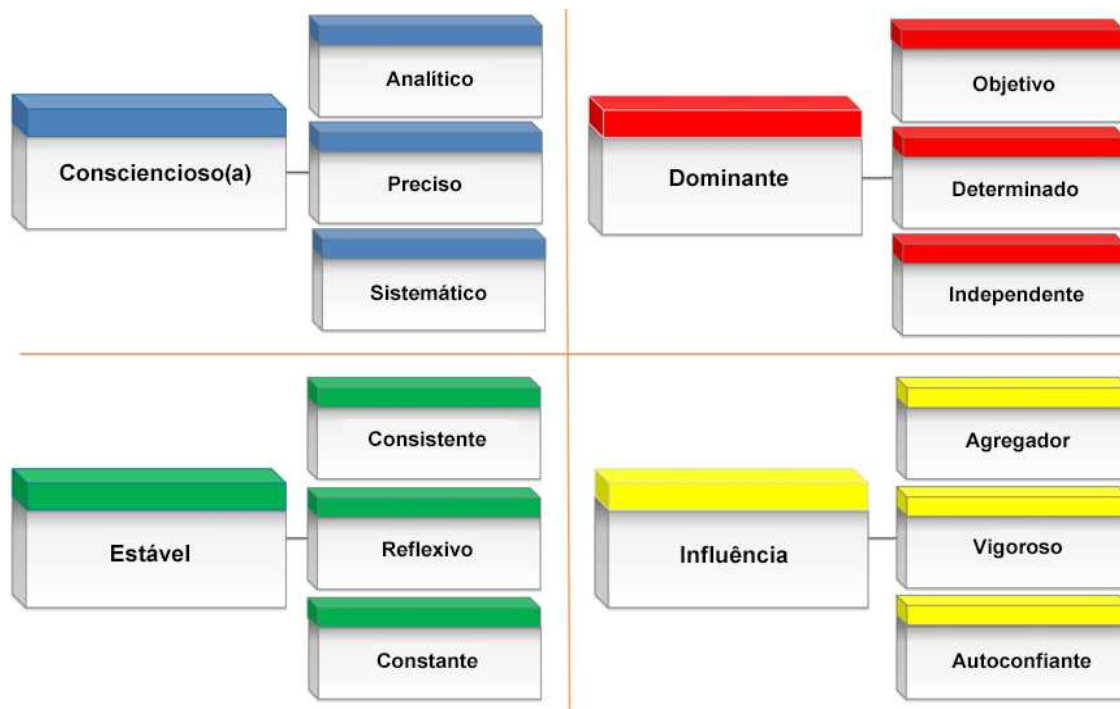 Consciencioso(a)
Analítico
Preciso
Sistemático
Dominante
Objetivo
Determinado
Independente
Estável
Consistente
Reflexivo
Constante
Influência
Agregador
Vigoroso
Autoconfiante